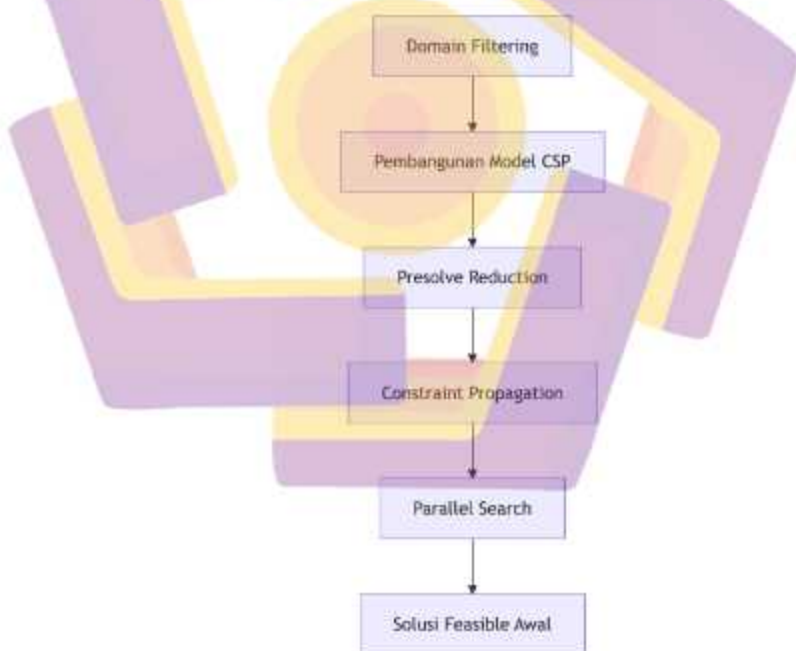 Domain Filtering
Pembangunan Model CSP
Presolve Reduction
Constraint Propagation
Parallel Search
Solusi Feasible Awal